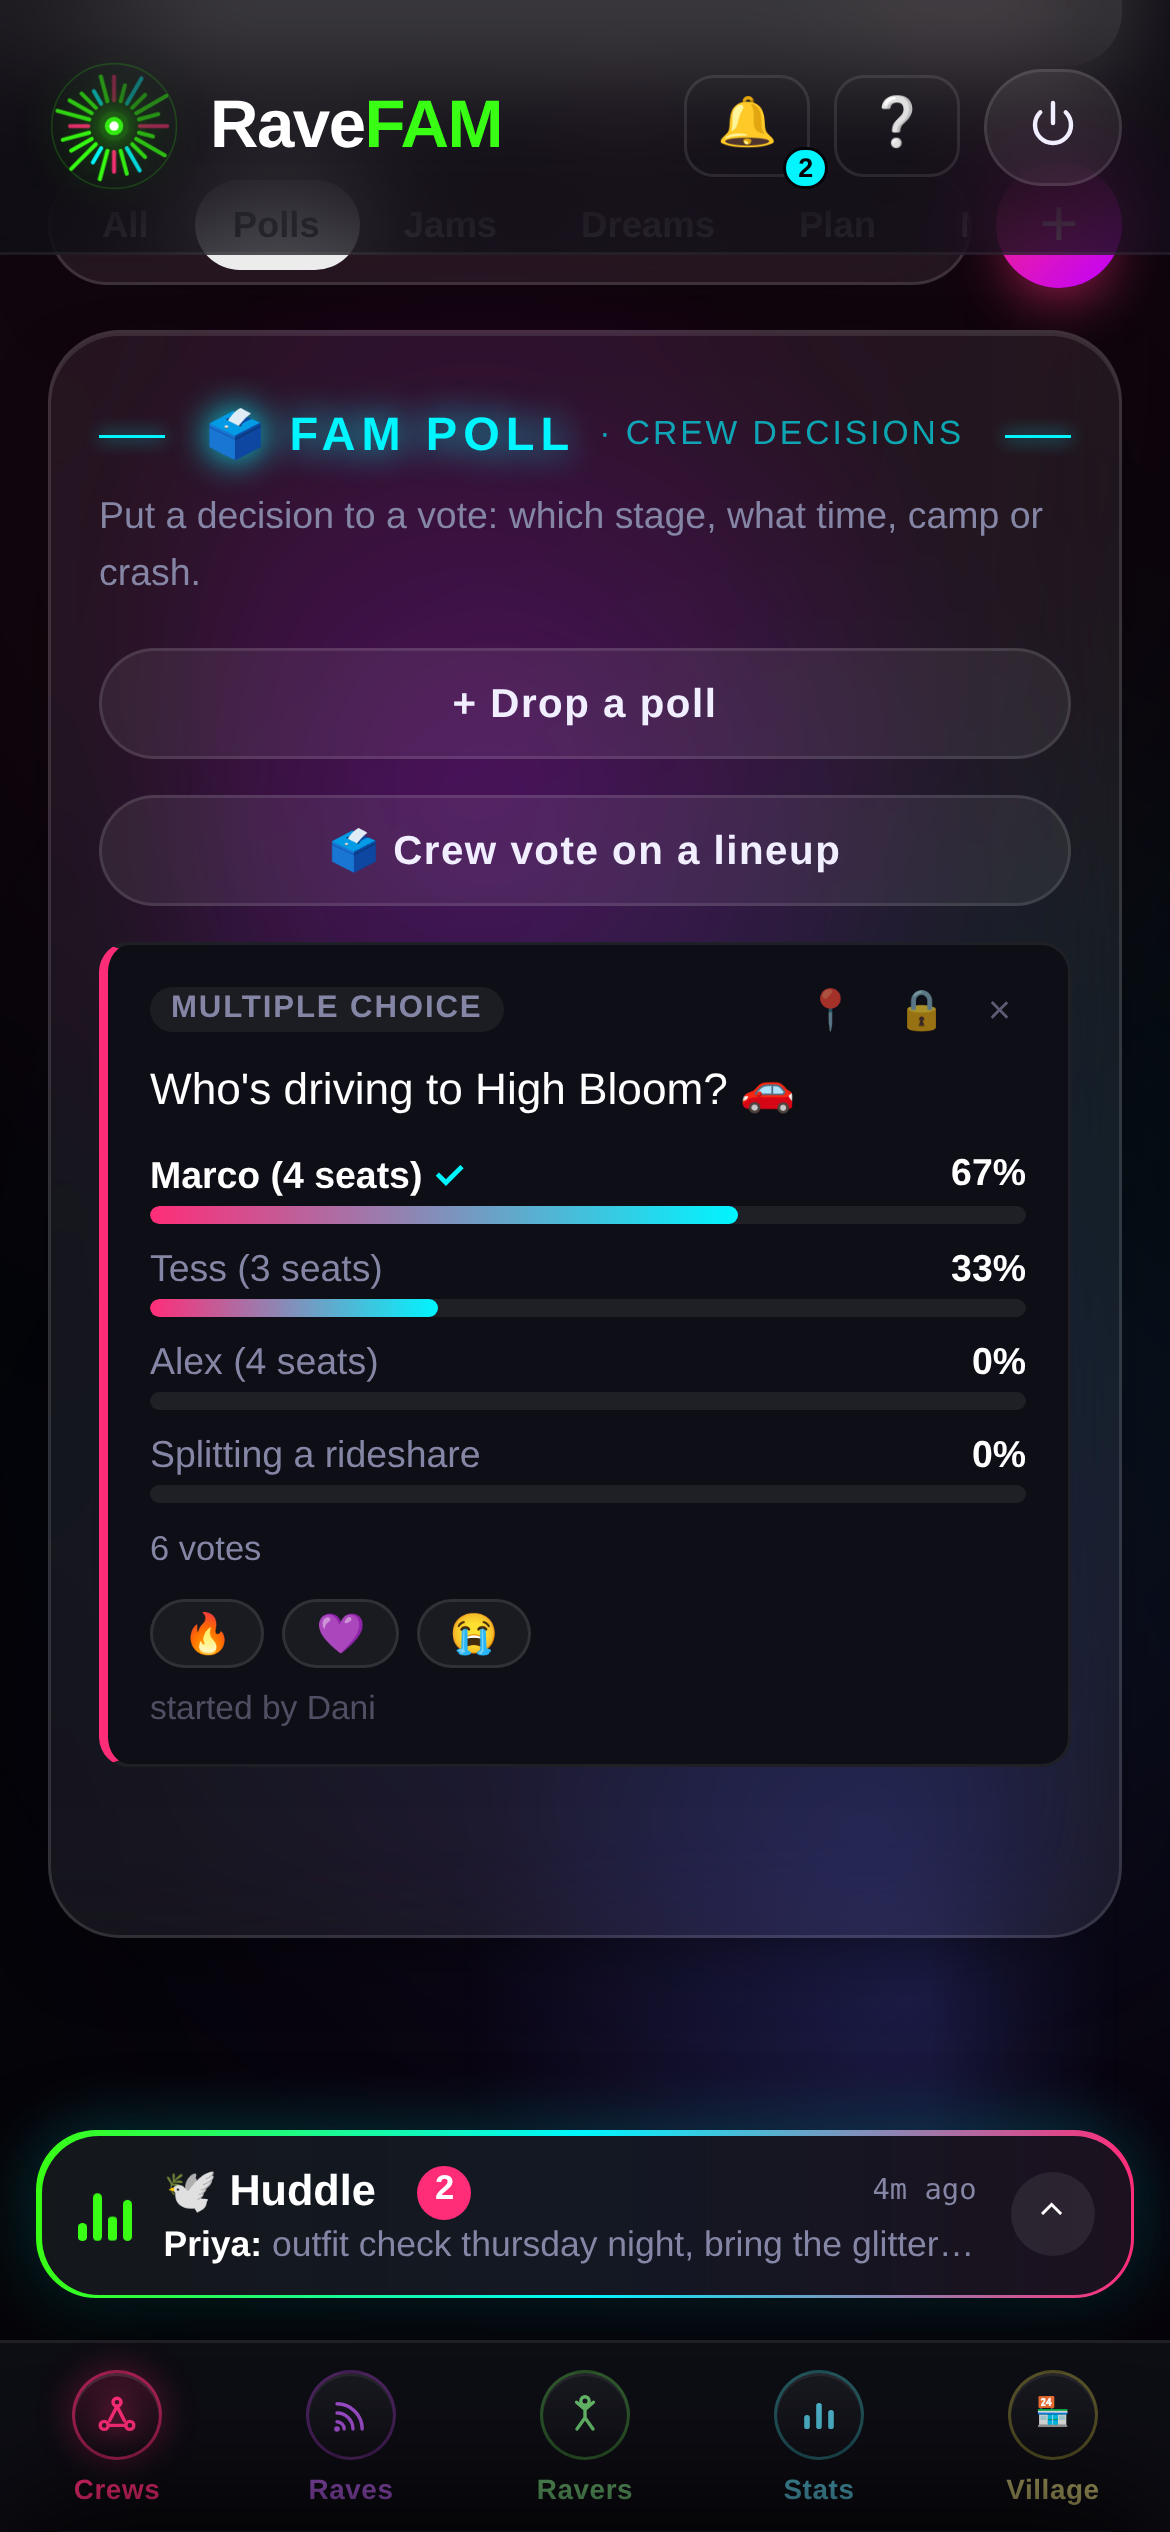 RaveFAM
2
All Polls Jams Dreams Plan
FAM POLL · CREW DECISIONS
Put a decision to a vote: which stage, what time, camp or
crash.
+ Drop a poll
Crew vote on a lineup
MULTIPLE CHOICE
Who's driving to High Bloom?
Marco (4 seats) 67%
Tess (3 seats) 33%
Alex (4 seats) 0%
Splitting a rideshare 0%
6 votes
started by Dani
Huddle 2 4m ago
Priya: outfit check thursday night, bring the glitter…
Crews Raves Ravers Stats Village